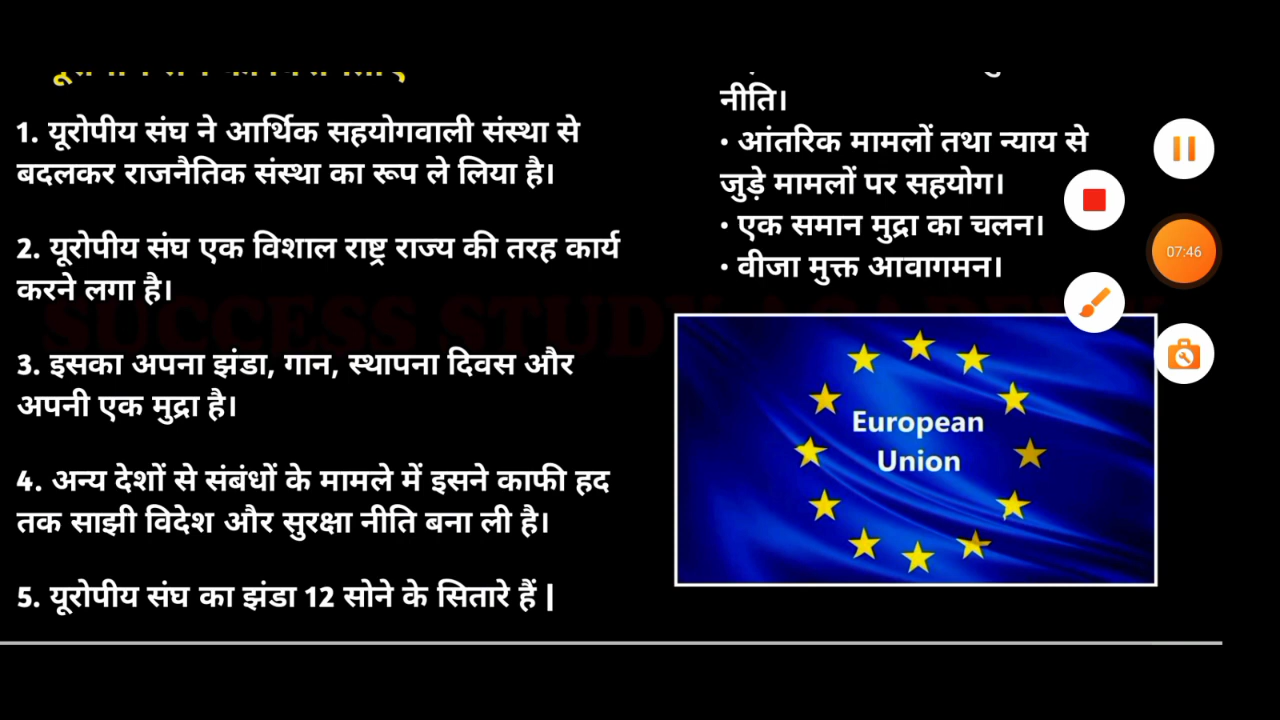 1. यूरोपीय संघ ने आर्थिक सहयोगवाली संस्था से
बदलकर राजनैतिक संस्था का रूप ले लिया है।
2. यूरोपीय संघ एक विशाल राष्ट्र राज्य की तरह कार्य
करने लगा है।
3. इसका अपना झंडा, गान, स्थापना दिवस और
अपनी एक मुद्रा है।
4. अन्य देशों से संबंधों के मामले में इसने काफी हद
तक साझी विदेश और सुरक्षा नीति बना ली है।
5. यूरोपीय संघ का झंडा 12 सोने के सितारे हैं |
नीति।
• आंतरिक मामलों तथा न्याय से
जुड़े मामलों पर सहयोग।
• एक समान मुद्रा का चलन।
• वीजा मुक्त आवागमन।
European
Union
07:46
SUCCESS STUDY